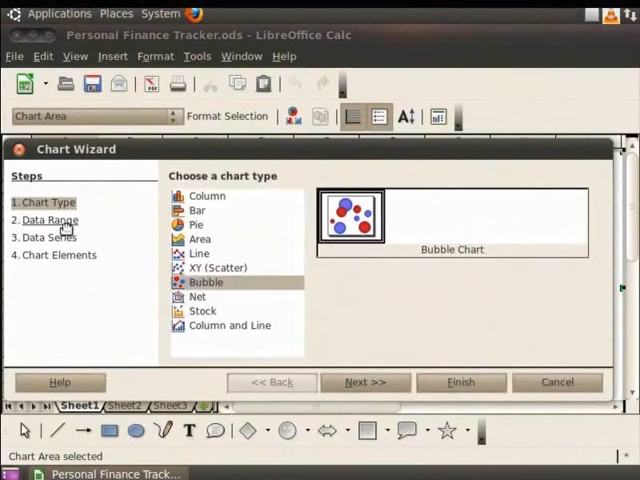 Applications Places System
Personal Finance Tracker.ods - LibreOffice Calc
File Edit View Insert Format Tools Window Help
Chart Area Format Selection
Chart Wizard
Steps
1. Chart Type
2. Data Range
3. Data Series
4. Chart Elements
Choose a chart type
Column
Bar
Pie
Area
Line
XY (Scatter)
Bubble
Net
Stock
Column and Line
Bubble Chart
Help << Back Next >> Finish Cancel
Sheet1 Sheet2 Sheet3
Chart Area selected
Personal Finance Track...